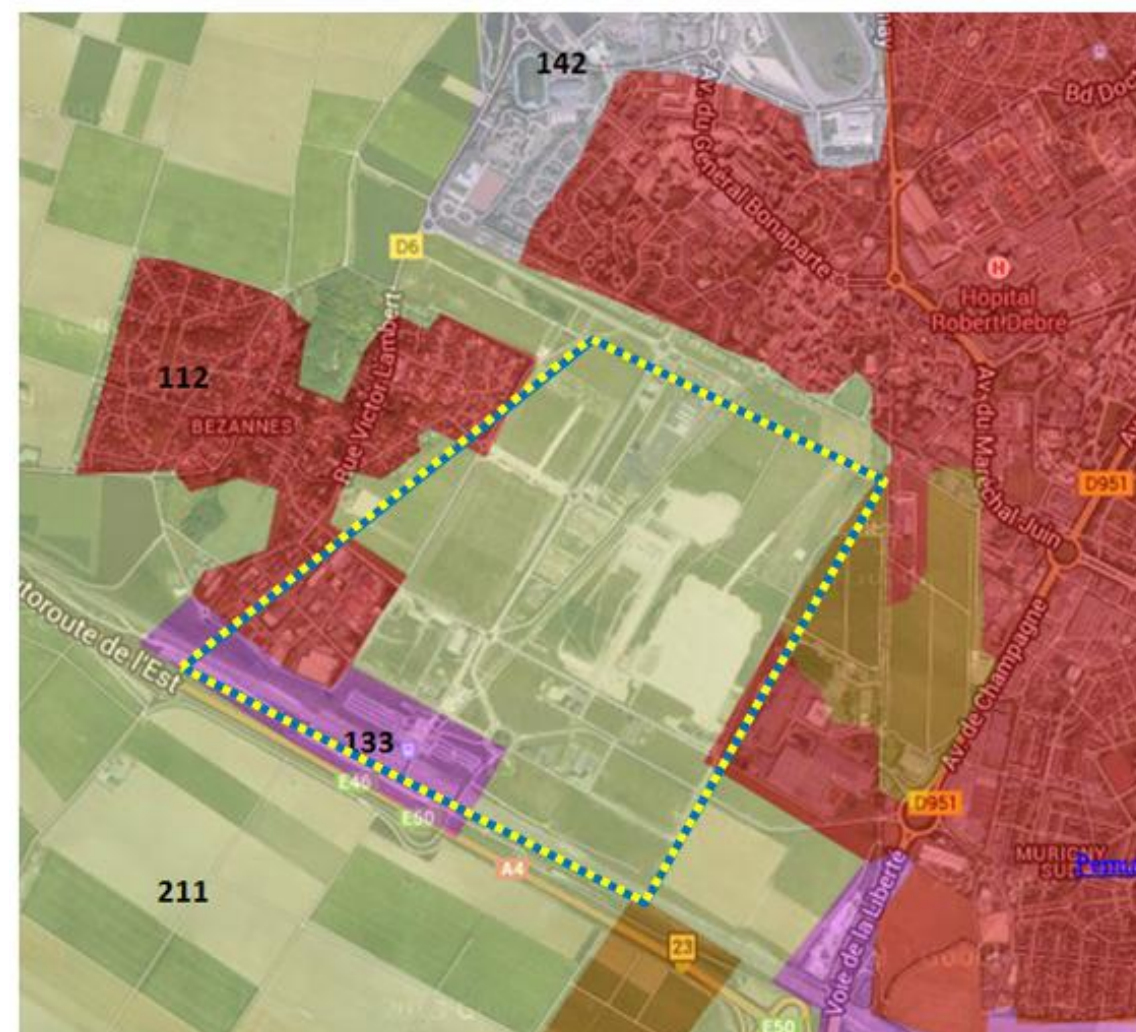 142
Av. du Général Bonaparte
Bd Doc
D6
H
Hôpital
Robert Debré
112
BEZANNES
Rue Victor Lambert
Av. du Maréchal Juin
D951
Av. de Champagne
toroute de l'Est
133
E46
E50
D951
A4
MURIGNY
SUD
211
23
Voie de la Liberté
E50